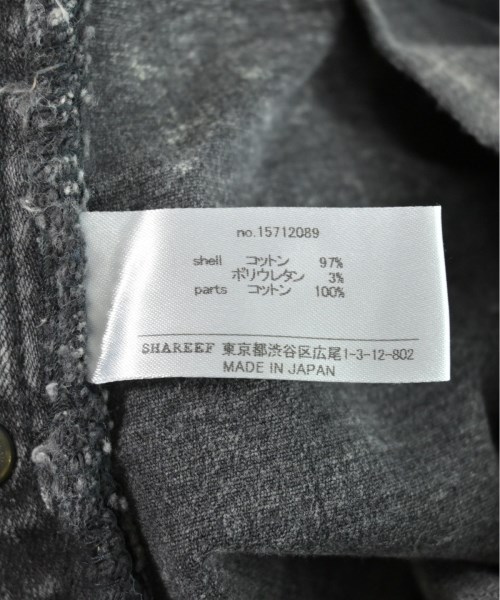 no.15712089
shell コットン 97%
ポリウレタン 3%
parts コットン 100%
SHAREEF 東京都渋谷区広尾1-3-12-802
MADE IN JAPAN